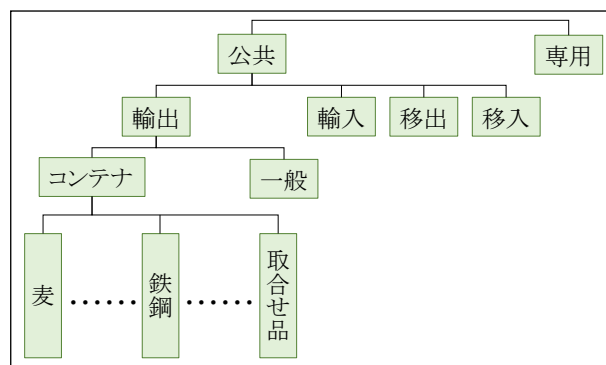 公共
専用
輸出
輸入
移出
移入
コンテナ
一般
麦
……
鉄鋼
……
取合せ品